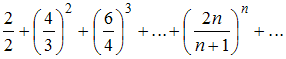 2/2 + (4/3)^2 + (6/4)^3 + ... + (2n/(n+1))^n + ...